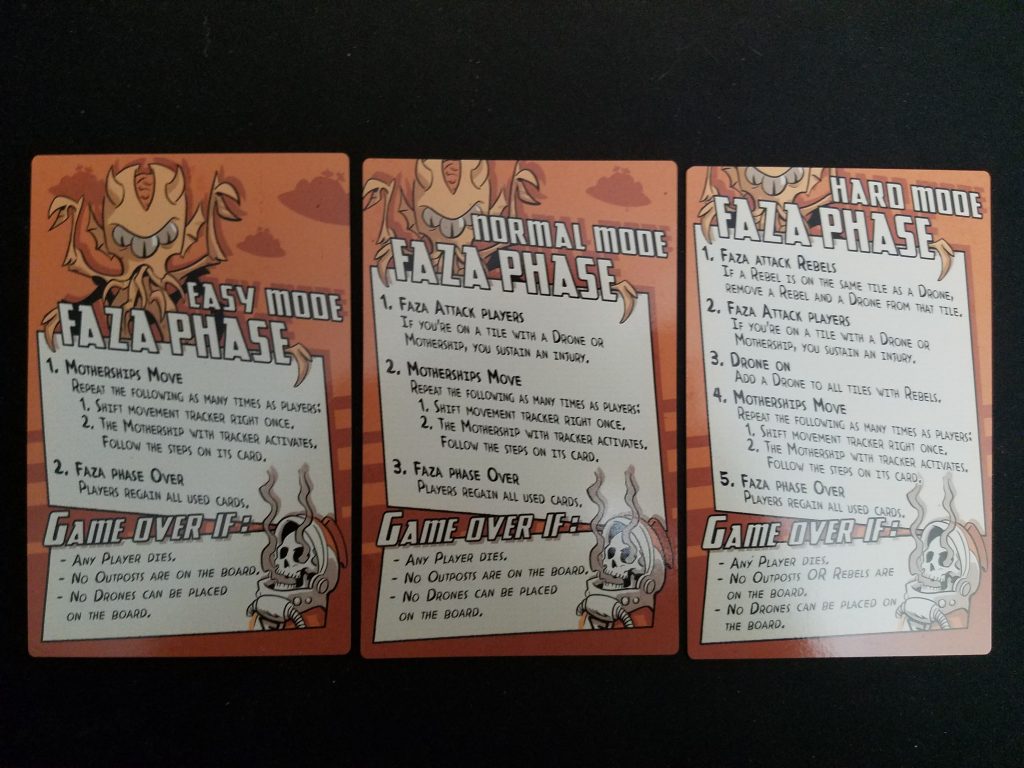 EASY MODE
FAZA PHASE
1. MOTHERSHIPS MOVE
REPEAT THE FOLLOWING AS MANY TIMES AS PLAYERS:
1. SHIFT MOVEMENT TRACKER RIGHT ONCE.
2. THE MOTHERSHIP WITH TRACKER ACTIVATES.
FOLLOW THE STEPS ON ITS CARD.
2. FAZA PHASE OVER
PLAYERS REGAIN ALL USED CARDS.
GAME OVER IF:
- ANY PLAYER DIES.
- NO OUTPOSTS ARE ON THE BOARD.
- NO DRONES CAN BE PLACED
ON THE BOARD.
NORMAL MODE
FAZA PHASE
1. FAZA ATTACK PLAYERS
IF YOU'RE ON A TILE WITH A DRONE OR
MOTHERSHIP, YOU SUSTAIN AN INJURY.
2. MOTHERSHIPS MOVE
REPEAT THE FOLLOWING AS MANY TIMES AS PLAYERS:
1. SHIFT MOVEMENT TRACKER RIGHT ONCE.
2. THE MOTHERSHIP WITH TRACKER ACTIVATES.
FOLLOW THE STEPS ON ITS CARD.
3. FAZA PHASE OVER
PLAYERS REGAIN ALL USED CARDS.
GAME OVER IF:
- ANY PLAYER DIES.
- NO OUTPOSTS ARE ON THE BOARD.
- NO DRONES CAN BE PLACED
ON THE BOARD.
HARD MODE
FAZA PHASE
1. FAZA ATTACK REBELS
IF A REBEL IS ON THE SAME TILE AS A DRONE,
REMOVE A REBEL AND A DRONE FROM THAT TILE.
2. FAZA ATTACK PLAYERS
IF YOU'RE ON A TILE WITH A DRONE OR
MOTHERSHIP, YOU SUSTAIN AN INJURY.
3. DRONE ON
ADD A DRONE TO ALL TILES WITH REBELS.
4. MOTHERSHIPS MOVE
REPEAT THE FOLLOWING AS MANY TIMES AS PLAYERS:
1. SHIFT MOVEMENT TRACKER RIGHT ONCE.
2. THE MOTHERSHIP WITH TRACKER ACTIVATES.
FOLLOW THE STEPS ON ITS CARD.
5. FAZA PHASE OVER
PLAYERS REGAIN ALL USED CARDS.
GAME OVER IF:
- ANY PLAYER DIES.
- NO OUTPOSTS OR REBELS ARE
ON THE BOARD.
- NO DRONES CAN BE PLACED ON
THE BOARD.